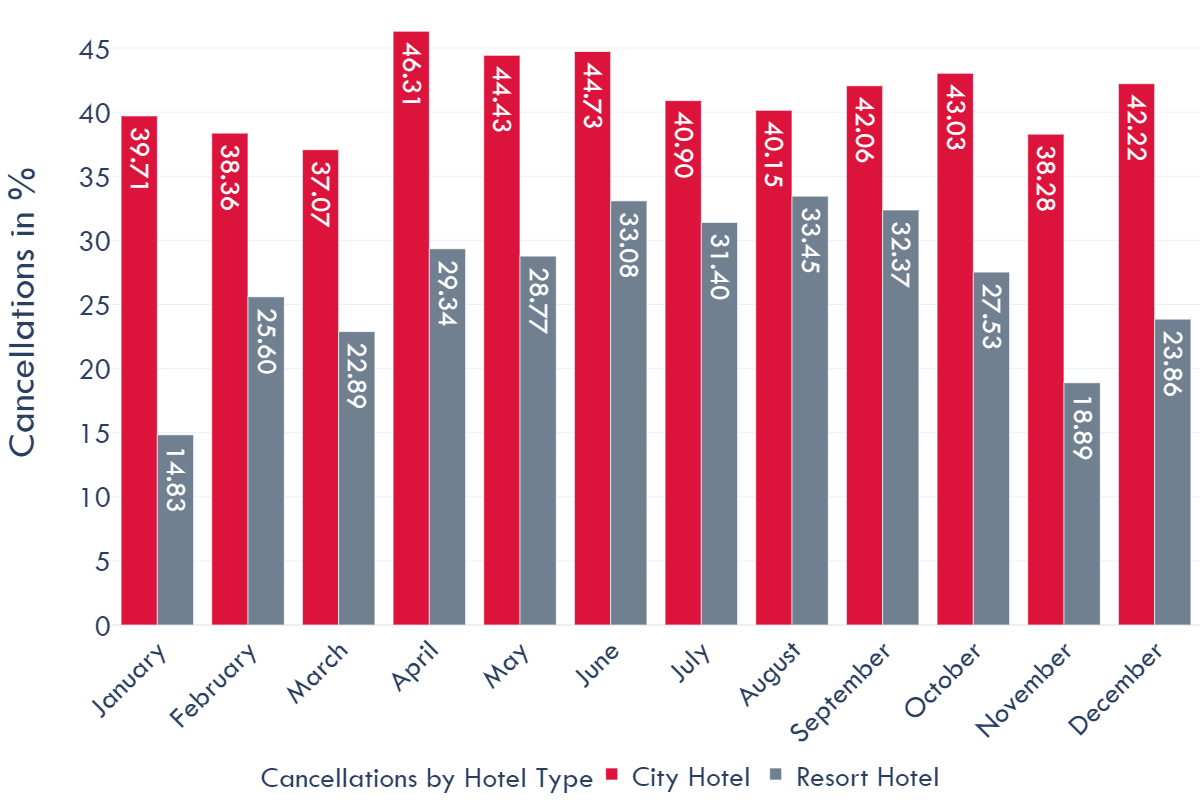 Cancellations in %
45
40
35
30
25
20
15
10
5
0
39.71
14.83
38.36
25.60
37.07
22.89
46.31
29.34
44.43
28.77
44.73
33.08
40.90
31.40
40.15
33.45
42.06
32.37
43.03
27.53
38.28
18.89
42.22
23.86
January
February
March
April
May
June
July
August
September
October
November
December
Cancellations by Hotel Type City Hotel Resort Hotel